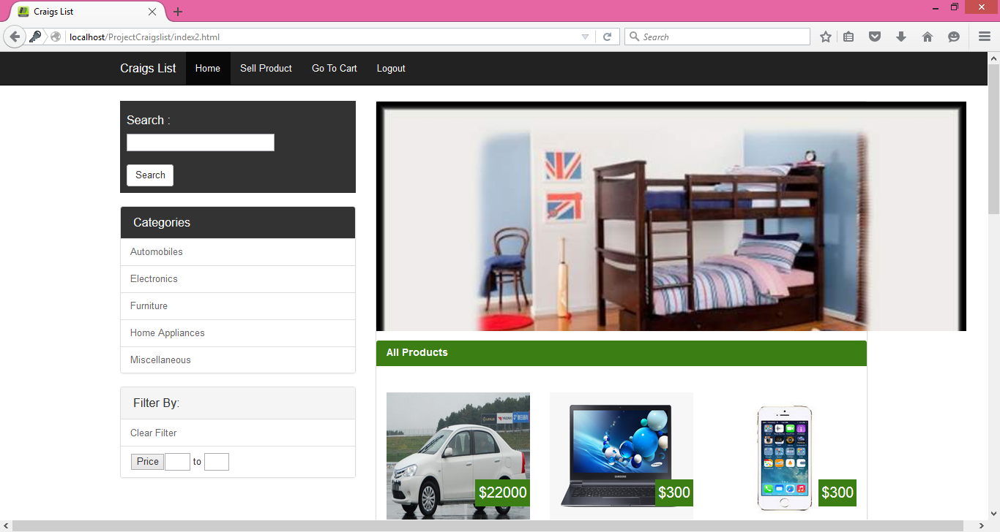 Craigs List
localhost/ProjectCraigslist/index2.html
Search
Craigs List Home Sell Product Go To Cart Logout
Search :
Search
Categories
Automobiles
Electronics
Furniture
Home Appliances
Miscellaneous
Filter By:
Clear Filter
Price to
All Products
$22000
SAMSUNG
$300
$300